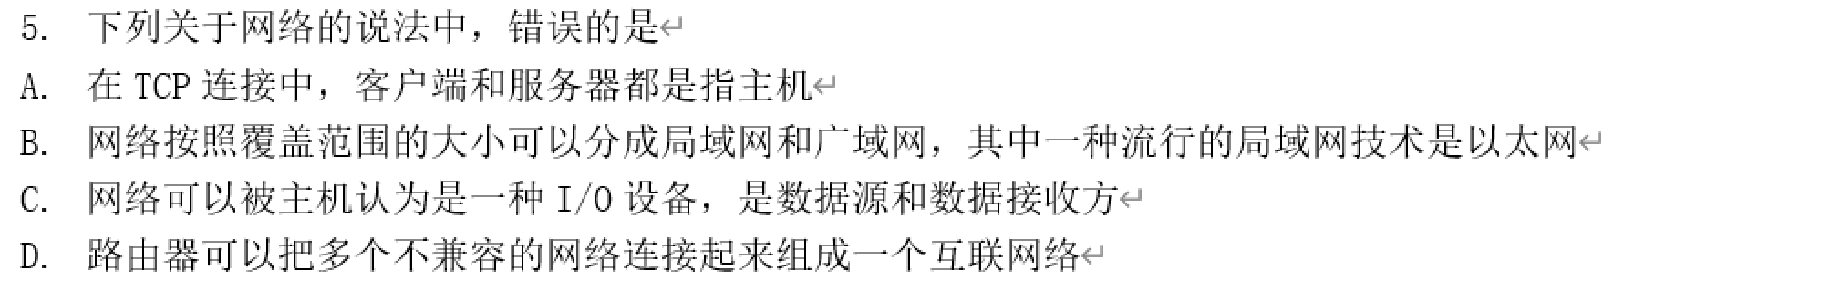 5. 下列关于网络的说法中，错误的是↵
A. 在 TCP 连接中，客户端和服务器都是指主机↵
B. 网络按照覆盖范围的大小可以分成局域网和广域网，其中一种流行的局域网技术是以太网↵
C. 网络可以被主机认为是一种 I/O 设备，是数据源和数据接收方↵
D. 路由器可以把多个不兼容的网络连接起来组成一个互联网络↵